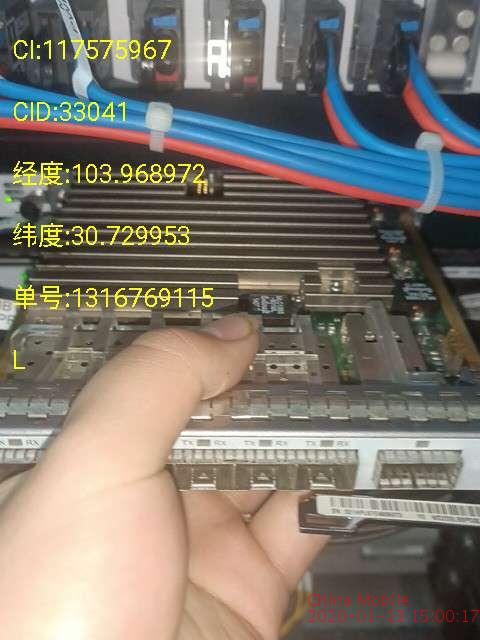 CI:117575967
CID:33041
经度:103.968972
纬度:30.729953
单号:1316769115
L
TX RX TX RX TX RX TX RX
China Mobile
2020-01-13 15:00:17